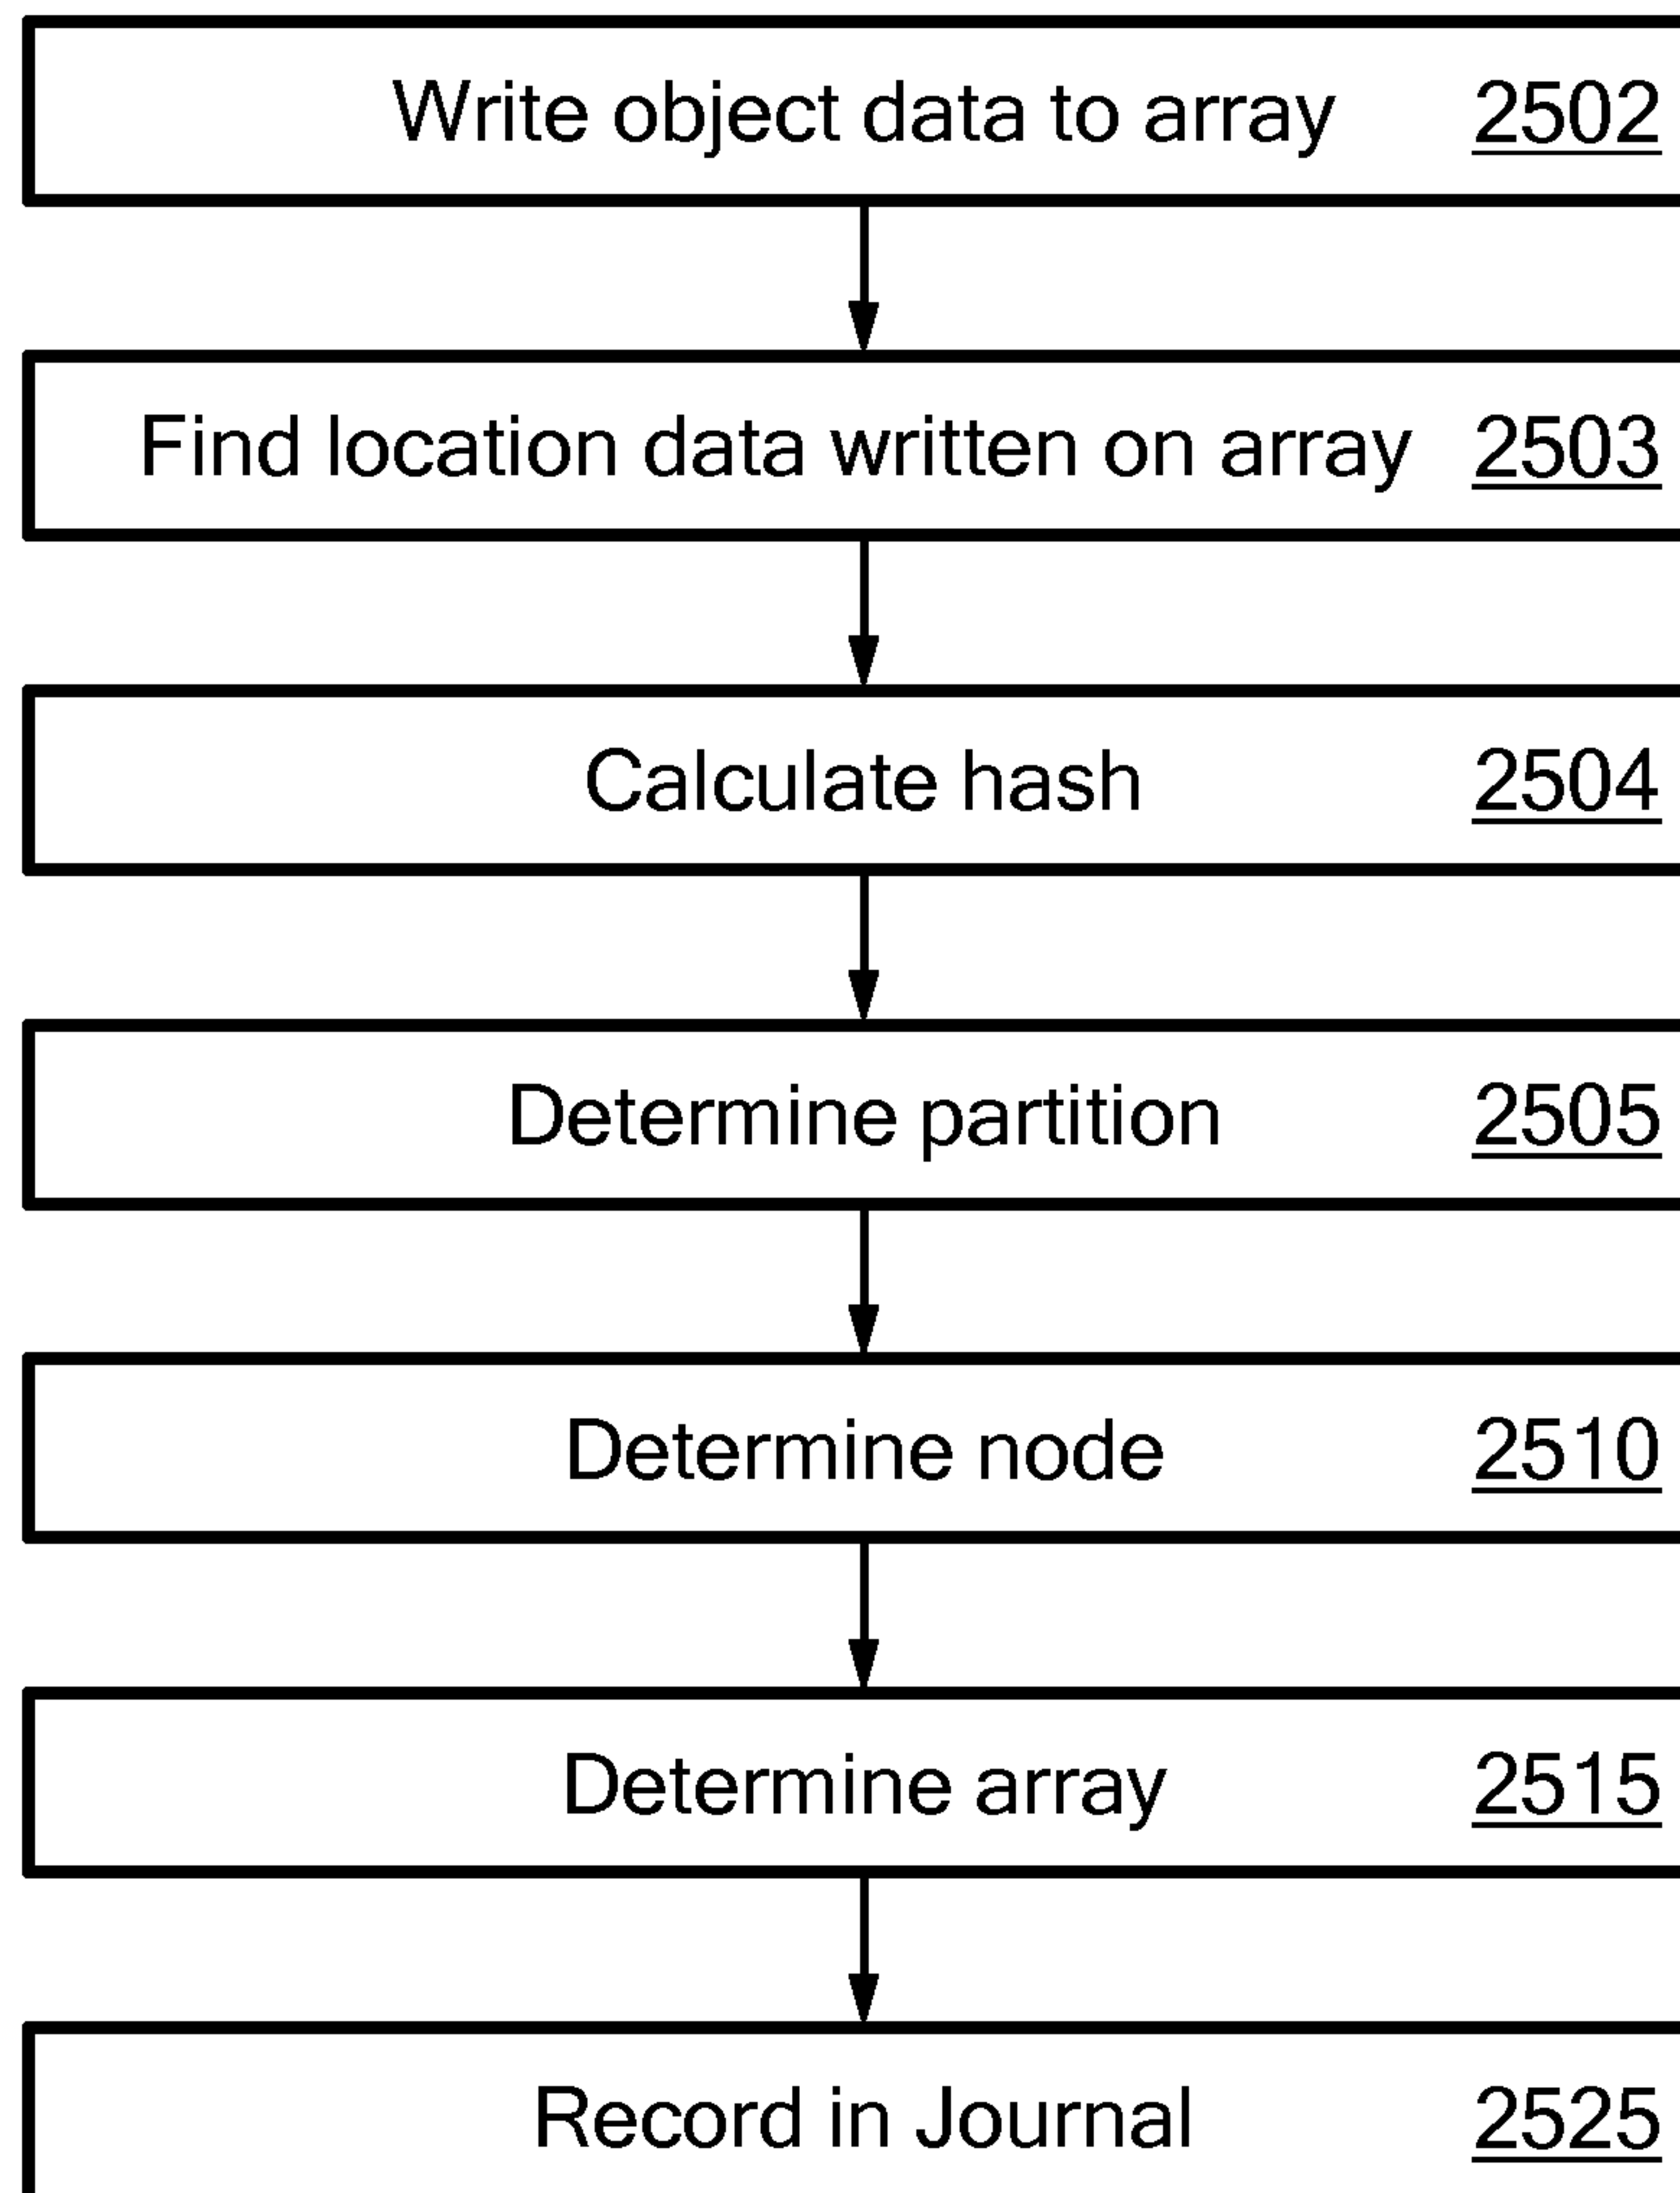 Write object data to array 2502
Find location data written on array 2503
Calculate hash 2504
Determine partition 2505
Determine node 2510
Determine array 2515
Record in Journal 2525